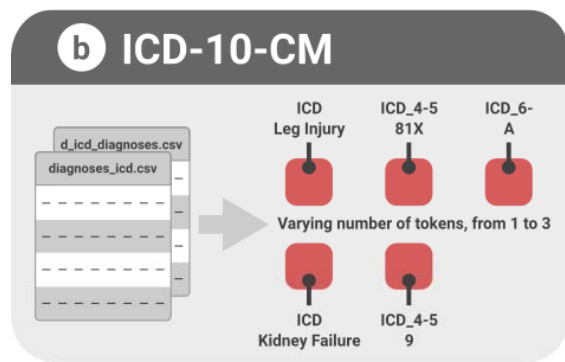 b ICD-10-CM
d_icd_diagnoses.csv
diagnoses_icd.csv
ICD
Leg Injury
ICD_4-5
81X
ICD_6-
A
Varying number of tokens, from 1 to 3
ICD
Kidney Failure
ICD_4-5
9